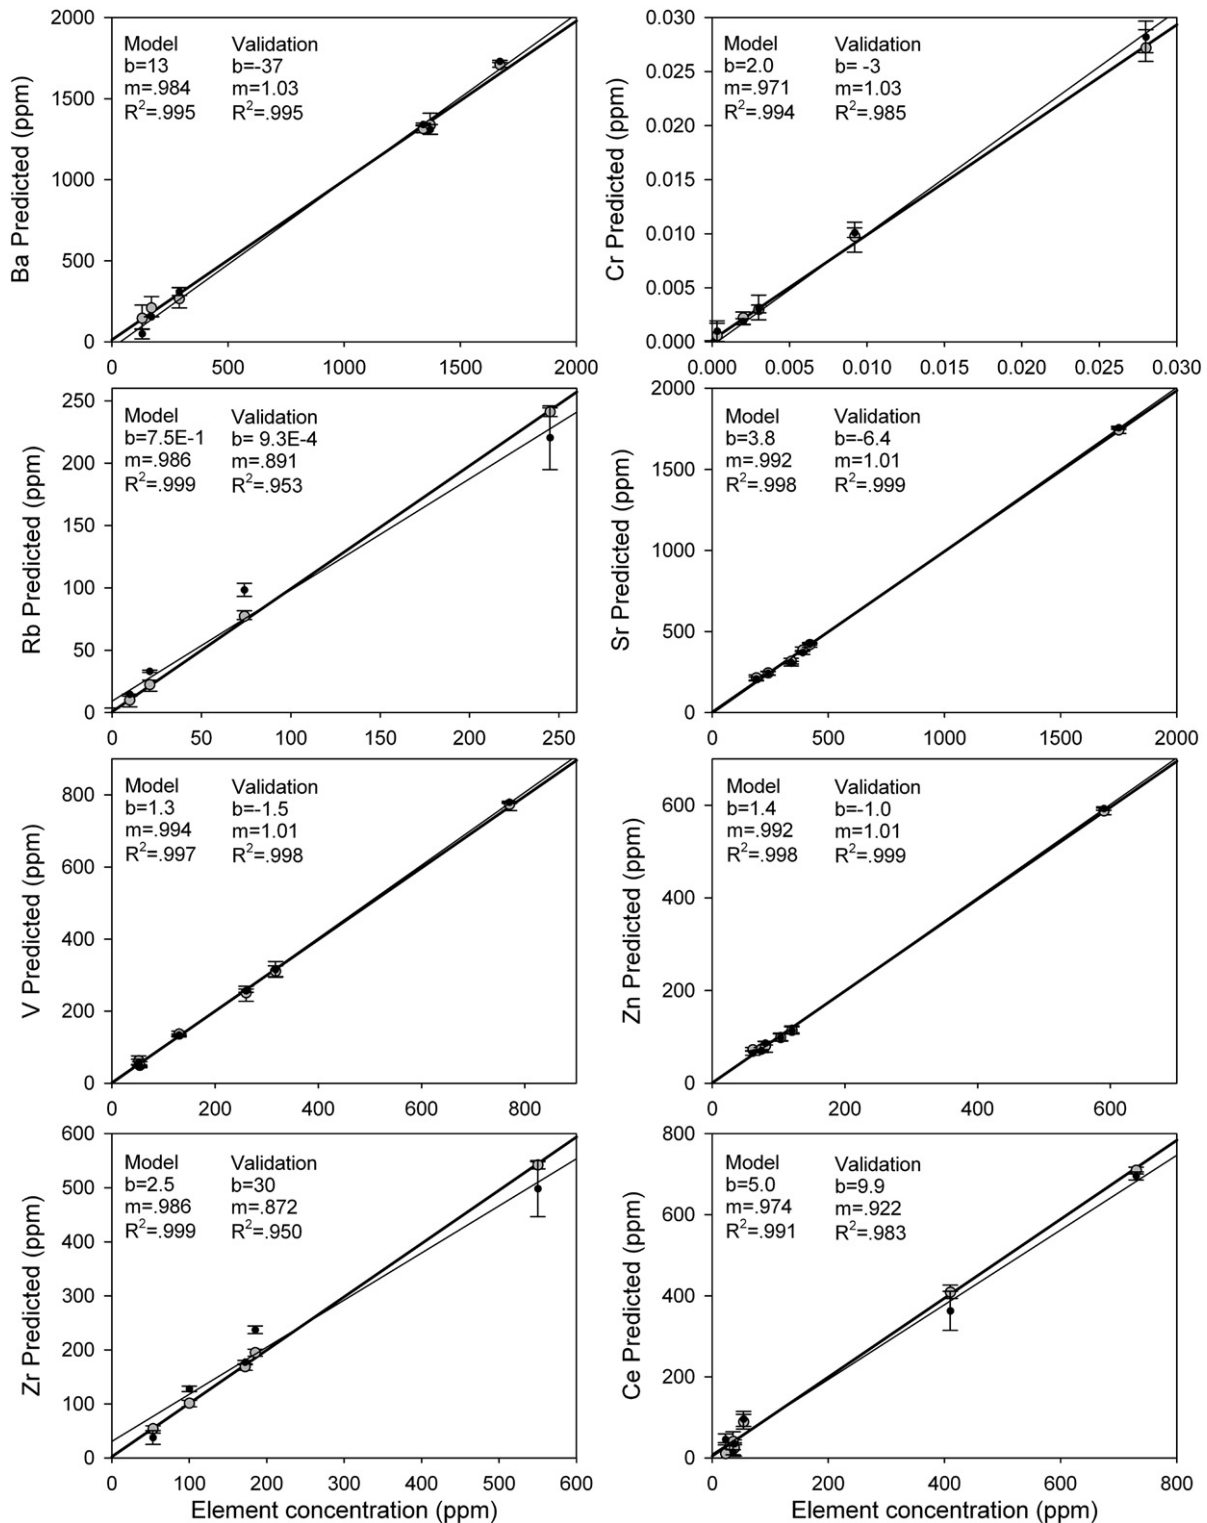 Ba Predicted (ppm)
2000
1500
1000
500
0
Model Validation
b=13 b=-37
m=.984 m=1.03
R²=.995 R²=.995
0 500 1000 1500 2000
Cr Predicted (ppm)
0.030
0.025
0.020
0.015
0.010
0.005
0.000
Model Validation
b=2.0 b= -3
m=.971 m=1.03
R²=.994 R²=.985
0.000 0.005 0.010 0.015 0.020 0.025 0.030
Rb Predicted (ppm)
250
200
150
100
50
0
Model Validation
b=7.5E-1 b= 9.3E-4
m=.986 m=.891
R²=.999 R²=.953
0 50 100 150 200 250
Sr Predicted (ppm)
2000
1500
1000
500
0
Model Validation
b=3.8 b=-6.4
m=.992 m=1.01
R²=.998 R²=.999
0 500 1000 1500 2000
V Predicted (ppm)
800
600
400
200
0
Model Validation
b=1.3 b=-1.5
m=.994 m=1.01
R²=.997 R²=.998
0 200 400 600 800
Zn Predicted (ppm)
600
400
200
0
Model Validation
b=1.4 b=-1.0
m=.992 m=1.01
R²=.998 R²=.999
0 200 400 600
Zr Predicted (ppm)
600
500
400
300
200
100
0
Model Validation
b=2.5 b=30
m=.986 m=.872
R²=.999 R²=.950
0 100 200 300 400 500 600
Element concentration (ppm)
Ce Predicted (ppm)
800
600
400
200
0
Model Validation
b=5.0 b=9.9
m=.974 m=.922
R²=.991 R²=.983
0 200 400 600 800
Element concentration (ppm)